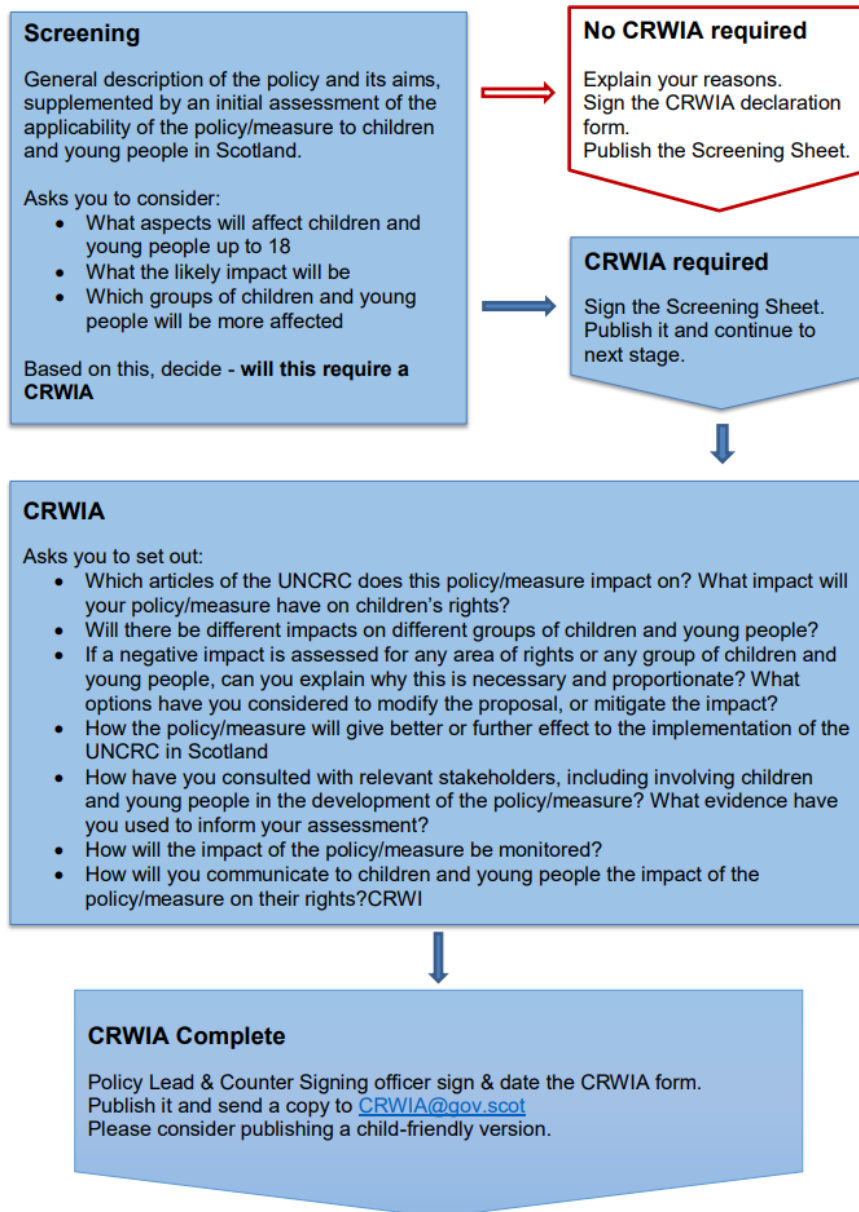 Screening
General description of the policy and its aims,
supplemented by an initial assessment of the
applicability of the policy/measure to children
and young people in Scotland.
Asks you to consider:
• What aspects will affect children and
young people up to 18
• What the likely impact will be
• Which groups of children and young
people will be more affected
Based on this, decide - will this require a
CRWIA
No CRWIA required
Explain your reasons.
Sign the CRWIA declaration
form.
Publish the Screening Sheet.
CRWIA required
Sign the Screening Sheet.
Publish it and continue to
next stage.
CRWIA
Asks you to set out:
• Which articles of the UNCRC does this policy/measure impact on? What impact will
your policy/measure have on children’s rights?
• Will there be different impacts on different groups of children and young people?
• If a negative impact is assessed for any area of rights or any group of children and
young people, can you explain why this is necessary and proportionate? What
options have you considered to modify the proposal, or mitigate the impact?
• How the policy/measure will give better or further effect to the implementation of the
UNCRC in Scotland
• How have you consulted with relevant stakeholders, including involving children
and young people in the development of the policy/measure? What evidence have
you used to inform your assessment?
• How will the impact of the policy/measure be monitored?
• How will you communicate to children and young people the impact of the
policy/measure on their rights?CRWI
CRWIA Complete
Policy Lead & Counter Signing officer sign & date the CRWIA form.
Publish it and send a copy to CRWIA@gov.scot
Please consider publishing a child-friendly version.